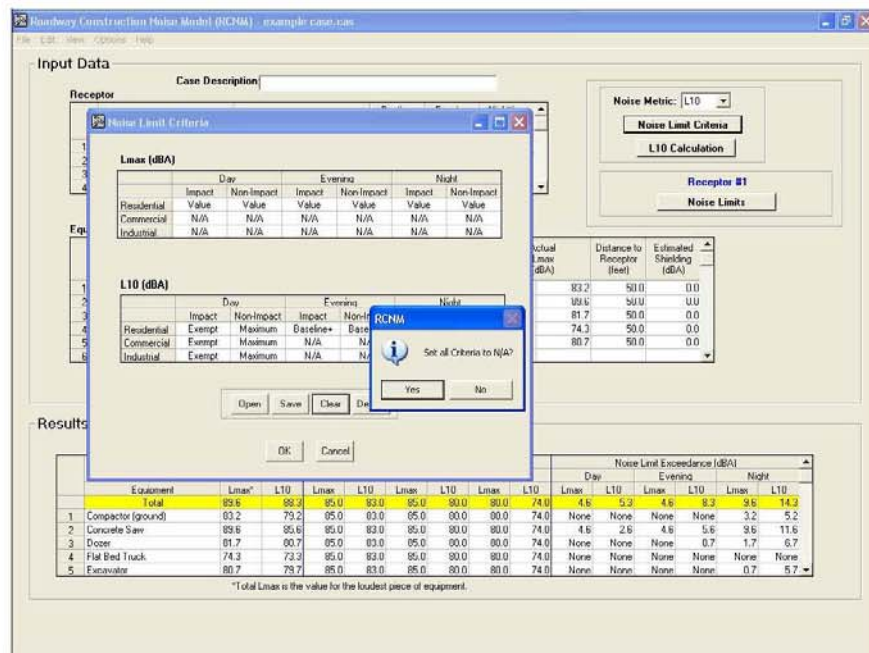 Roadway Construction Noise Model (RCNM) - example case.cas
File Edit View Options Help
Input Data
Case Description:
Receptor
Noise Metric: L10
Noise Limit Criteria
L10 Calculation
Receptor #1
Noise Limits
Noise Limit Criteria
Lmax (dBA)
Day Evening Night
Impact Non-Impact Impact Non-Impact Impact Non-Impact
Residential Value Value Value Value Value Value
Commercial N/A N/A N/A N/A N/A N/A
Industrial N/A N/A N/A N/A N/A N/A
L10 (dBA)
Day Evening Night
Impact Non-Impact Impact
Residential Exempt Maximum Baseline+
Commercial Exempt Maximum N/A
Industrial Exempt Maximum N/A
Open Save Clear
OK Cancel
RCNM
Set all Criteria to N/A?
Yes No
Distance to Receptor (feet)
Estimated Shielding (dBA)
1 83.2 50.0 0.0
2 89.6 50.0 0.0
3 81.7 50.0 0.0
4 74.3 50.0 0.0
5 80.7 50.0 0.0
6
Results
Noise Limit Exceedance (dBA)
Day Evening Night
Equipment Lmax* L10 Lmax L10 Lmax L10 Lmax L10 Lmax L10 Lmax L10 Lmax L10
Total 89.6 88.3 85.0 83.0 85.0 80.0 80.0 74.0 4.6 5.3 4.6 8.3 9.6 14.3
1 Compactor (ground) 83.2 79.2 85.0 83.0 85.0 80.0 80.0 74.0 None None None None 3.2 5.2
2 Concrete Saw 89.6 85.6 85.0 83.0 85.0 80.0 80.0 74.0 4.6 2.6 4.6 5.6 9.6 11.6
3 Dozer 81.7 80.7 85.0 83.0 85.0 80.0 80.0 74.0 None None None 0.7 1.7 6.7
4 Flat Bed Truck 74.3 73.3 85.0 83.0 85.0 80.0 80.0 74.0 None None None None None None
5 Excavator 80.7 79.7 85.0 83.0 85.0 80.0 80.0 74.0 None None None None 0.7 5.7
*Total Lmax is the value for the loudest piece of equipment.